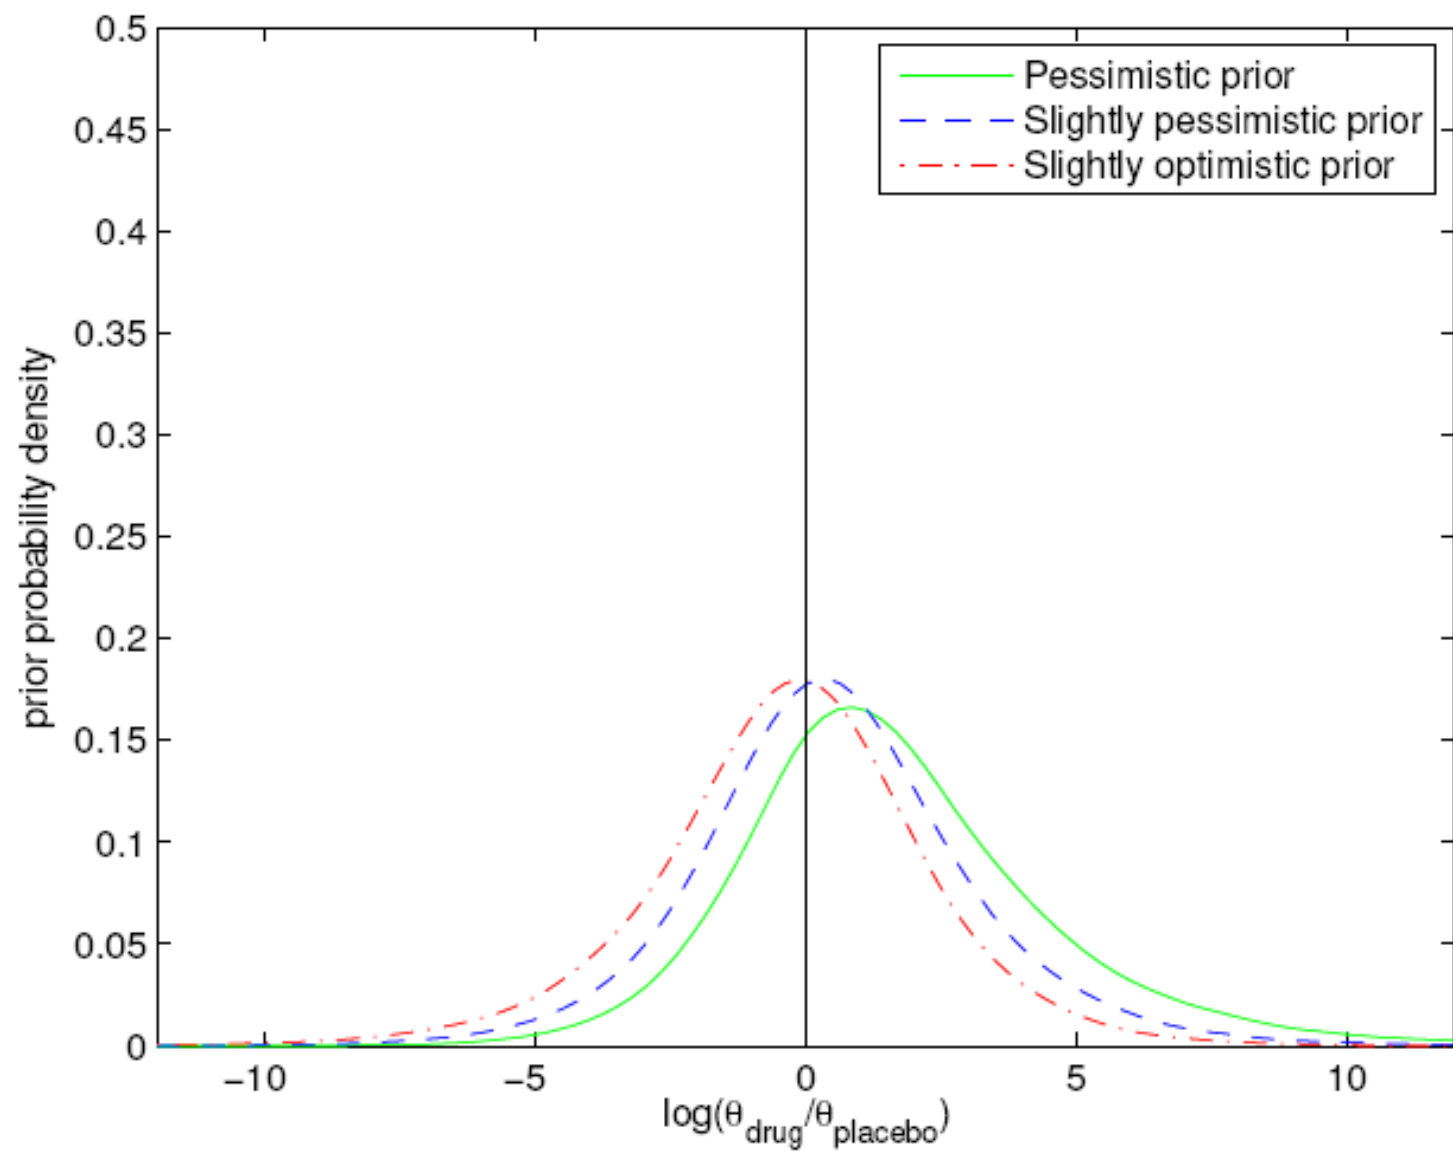 0.5
0.45
0.4
0.35
0.3
0.25
0.2
0.15
0.1
0.05
0
prior probability density
Pessimistic prior
Slightly pessimistic prior
Slightly optimistic prior
−10 −5 0 5 10
log(θdrug/θplacebo)